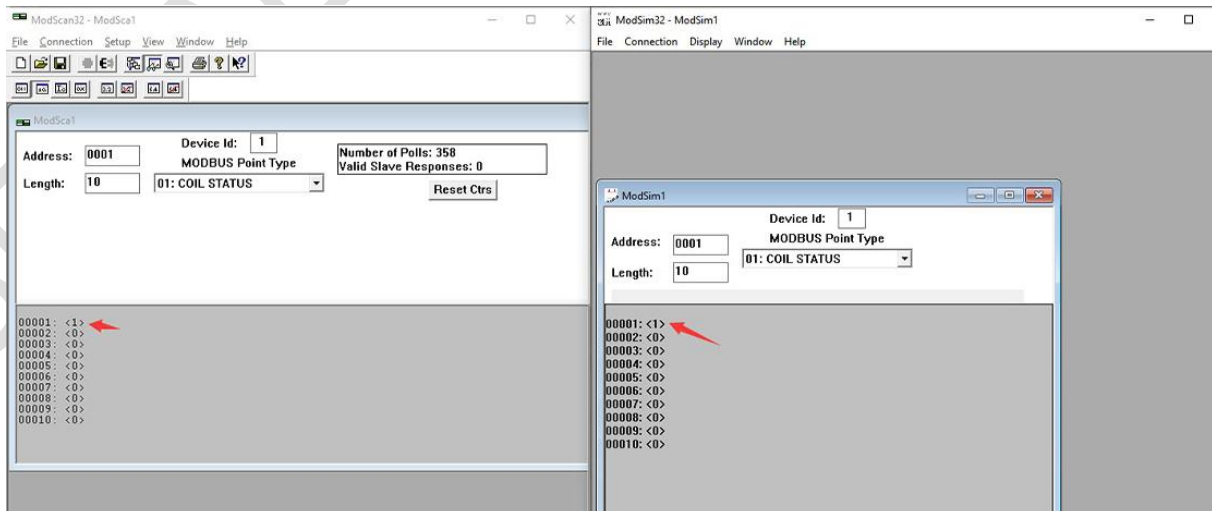 ModScan32 - ModSca1
File Connection Setup View Window Help
ModSca1
Address: 0001
Device Id: 1
MODBUS Point Type
Length: 10
01: COIL STATUS
Number of Polls: 358
Valid Slave Responses: 0
Reset Ctrs
00001: <1>
00002: <0>
00003: <0>
00004: <0>
00005: <0>
00006: <0>
00007: <0>
00008: <0>
00009: <0>
00010: <0>
ModSim32 - ModSim1
File Connection Display Window Help
ModSim1
Device Id: 1
Address: 0001
MODBUS Point Type
01: COIL STATUS
Length: 10
00001: <1>
00002: <0>
00003: <0>
00004: <0>
00005: <0>
00006: <0>
00007: <0>
00008: <0>
00009: <0>
00010: <0>